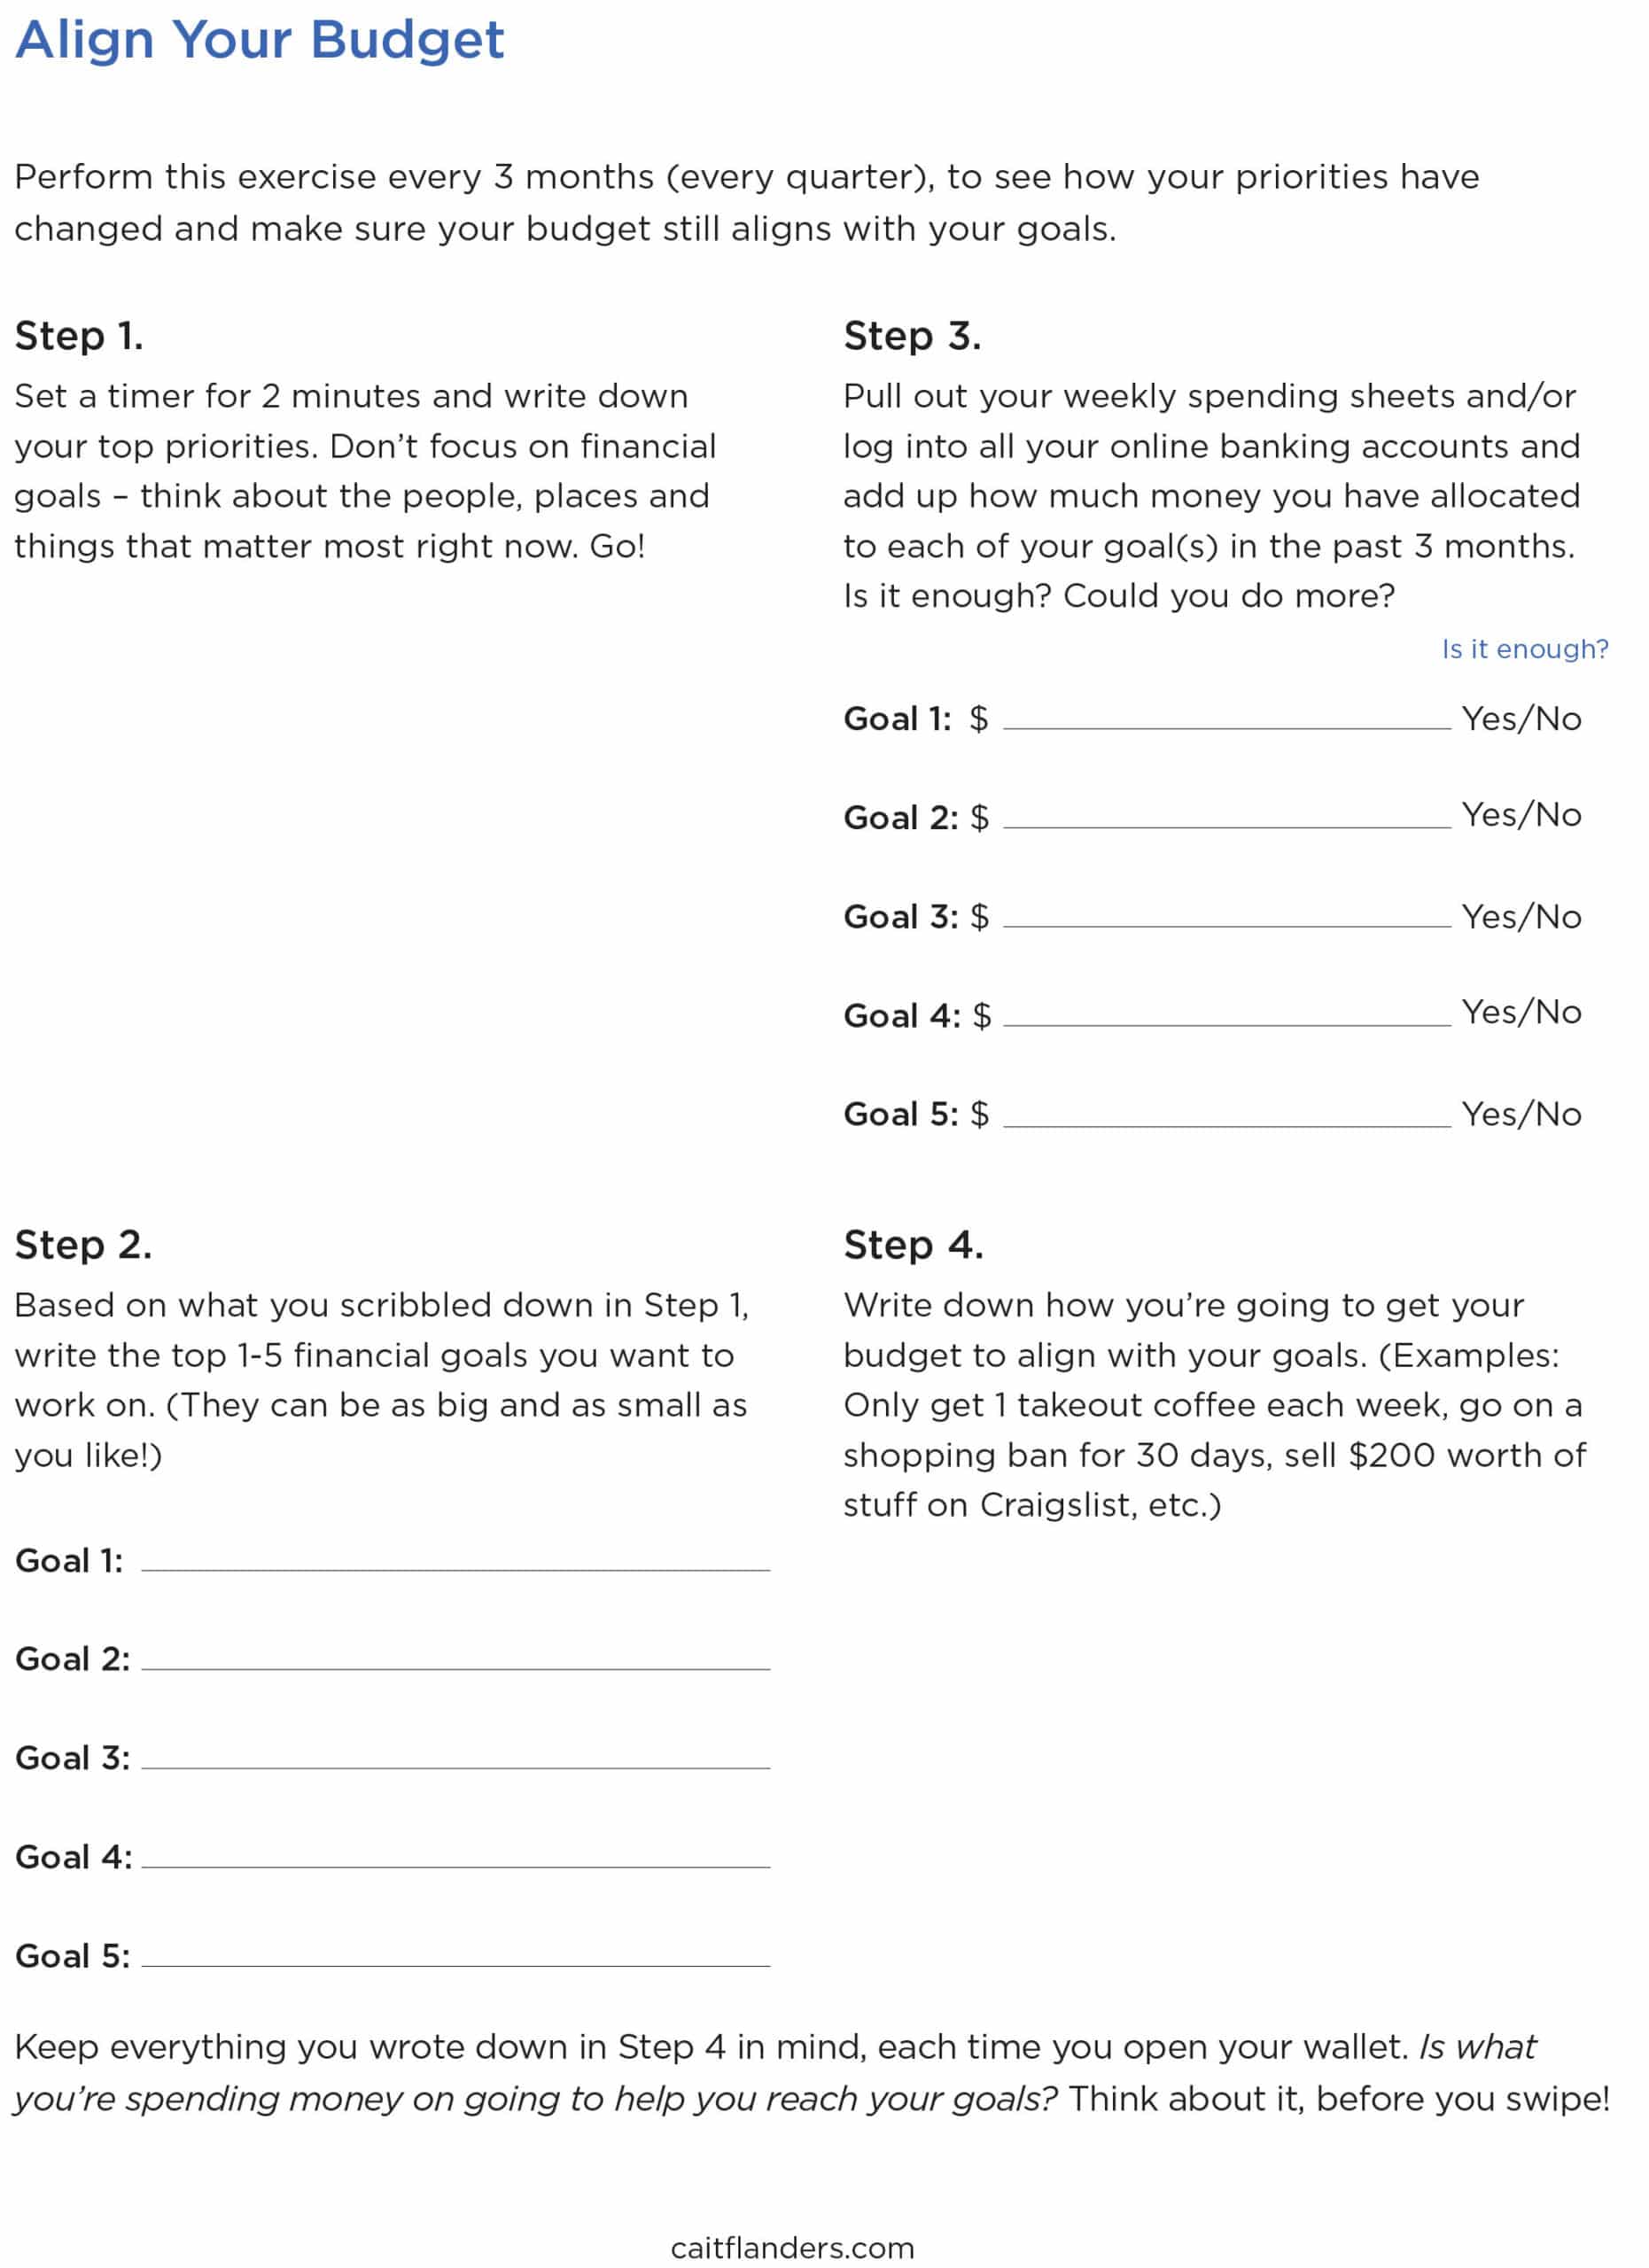 Align Your Budget
Perform this exercise every 3 months (every quarter), to see how your priorities have
changed and make sure your budget still aligns with your goals.
Step 1.
Set a timer for 2 minutes and write down
your top priorities. Don’t focus on financial
goals – think about the people, places and
things that matter most right now. Go!
Step 2.
Based on what you scribbled down in Step 1,
write the top 1-5 financial goals you want to
work on. (They can be as big and as small as
you like!)
Goal 1:
Goal 2:
Goal 3:
Goal 4:
Goal 5:
Step 3.
Pull out your weekly spending sheets and/or
log into all your online banking accounts and
add up how much money you have allocated
to each of your goal(s) in the past 3 months.
Is it enough? Could you do more?
Is it enough?
Goal 1: $ Yes/No
Goal 2: $ Yes/No
Goal 3: $ Yes/No
Goal 4: $ Yes/No
Goal 5: $ Yes/No
Step 4.
Write down how you’re going to get your
budget to align with your goals. (Examples:
Only get 1 takeout coffee each week, go on a
shopping ban for 30 days, sell $200 worth of
stuff on Craigslist, etc.)
Keep everything you wrote down in Step 4 in mind, each time you open your wallet. Is what
you’re spending money on going to help you reach your goals? Think about it, before you swipe!
caitflanders.com